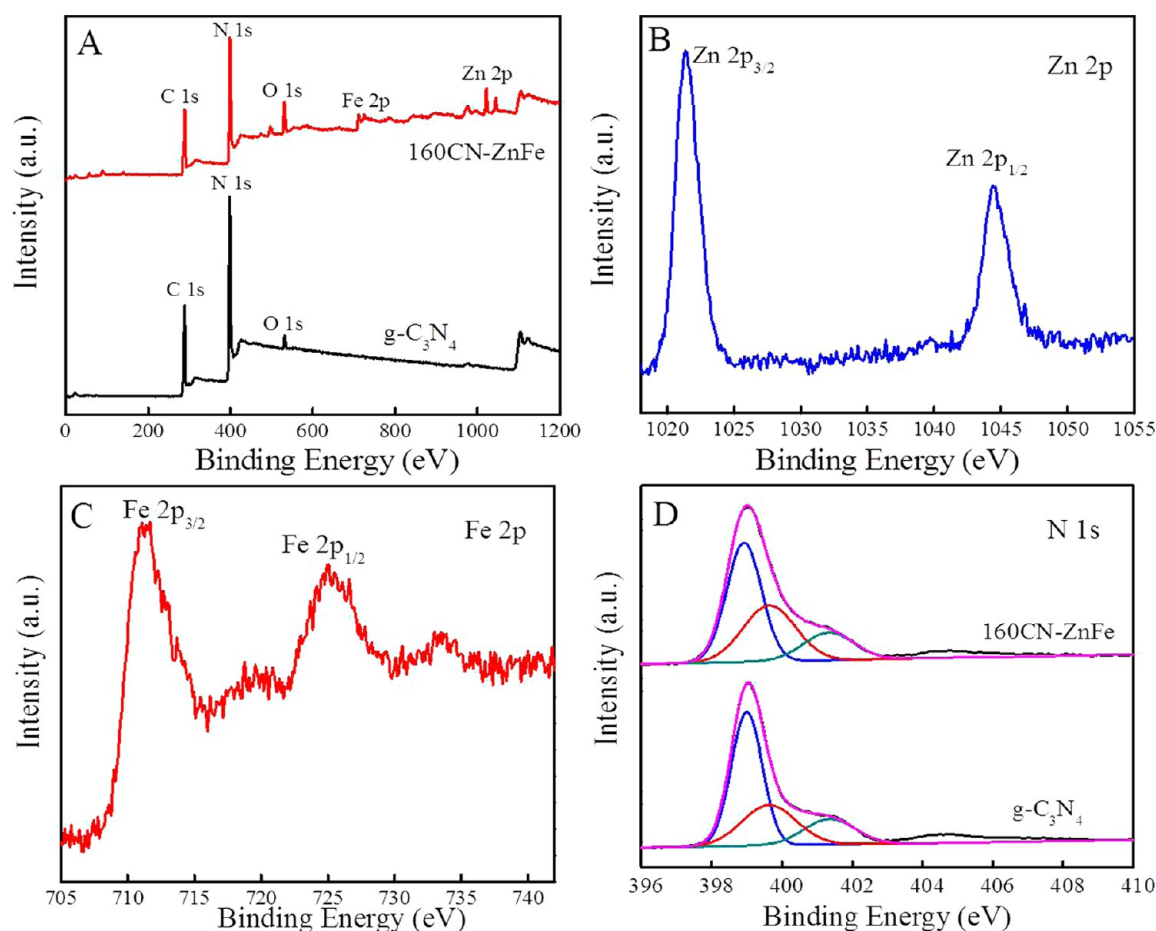 A
N 1s
C 1s
O 1s
Fe 2p
Zn 2p
160CN-ZnFe
N 1s
C 1s
O 1s
g-C₃N₄
Intensity (a.u.)
0 200 400 600 800 1000 1200
Binding Energy (eV)
B
Zn 2p₃/₂
Zn 2p
Zn 2p₁/₂
Intensity (a.u.)
1020 1025 1030 1035 1040 1045 1050 1055
Binding Energy (eV)
C
Fe 2p₃/₂
Fe 2p
Fe 2p₁/₂
Intensity (a.u.)
705 710 715 720 725 730 735 740
Binding Energy (eV)
D
N 1s
160CN-ZnFe
g-C₃N₄
Intensity (a.u.)
396 398 400 402 404 406 408 410
Binding Energy (eV)